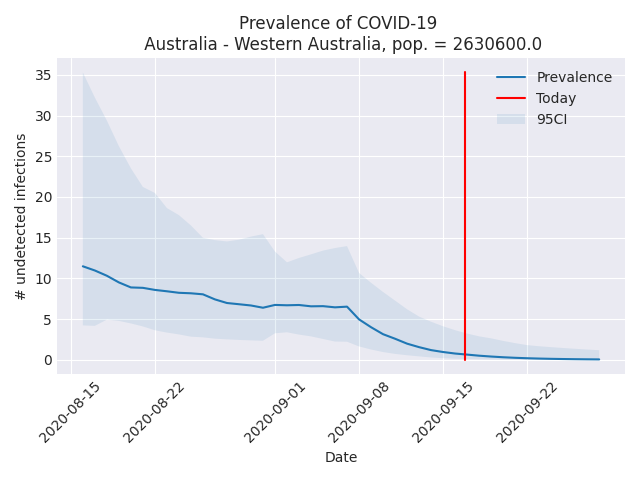 Prevalence of COVID-19
Australia - Western Australia, pop. = 2630600.0
35
30
25
20
15
10
5
0
# undetected infections
Prevalence
Today
95CI
2020-08-15
2020-08-22
2020-09-01
2020-09-08
2020-09-15
2020-09-22
Date